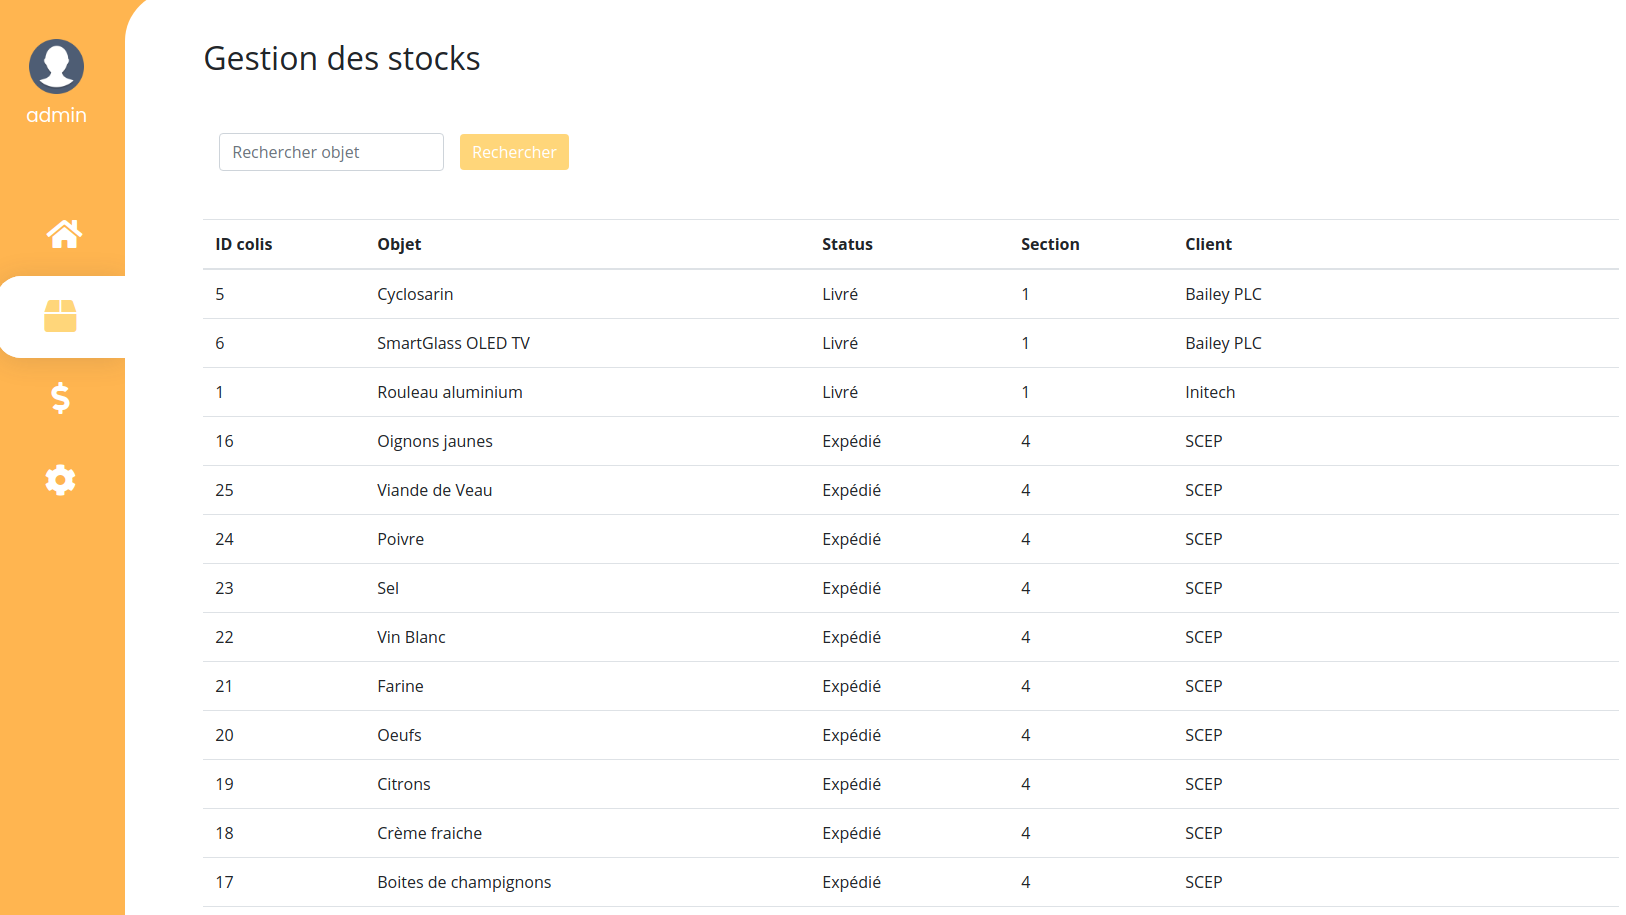 admin
Gestion des stocks
Rechercher objet Rechercher
ID colis Objet Status Section Client
5 Cyclosarin Livré 1 Bailey PLC
6 SmartGlass OLED TV Livré 1 Bailey PLC
1 Rouleau aluminium Livré 1 Initech
16 Oignons jaunes Expédié 4 SCEP
25 Viande de Veau Expédié 4 SCEP
24 Poivre Expédié 4 SCEP
23 Sel Expédié 4 SCEP
22 Vin Blanc Expédié 4 SCEP
21 Farine Expédié 4 SCEP
20 Oeufs Expédié 4 SCEP
19 Citrons Expédié 4 SCEP
18 Crème fraiche Expédié 4 SCEP
17 Boites de champignons Expédié 4 SCEP